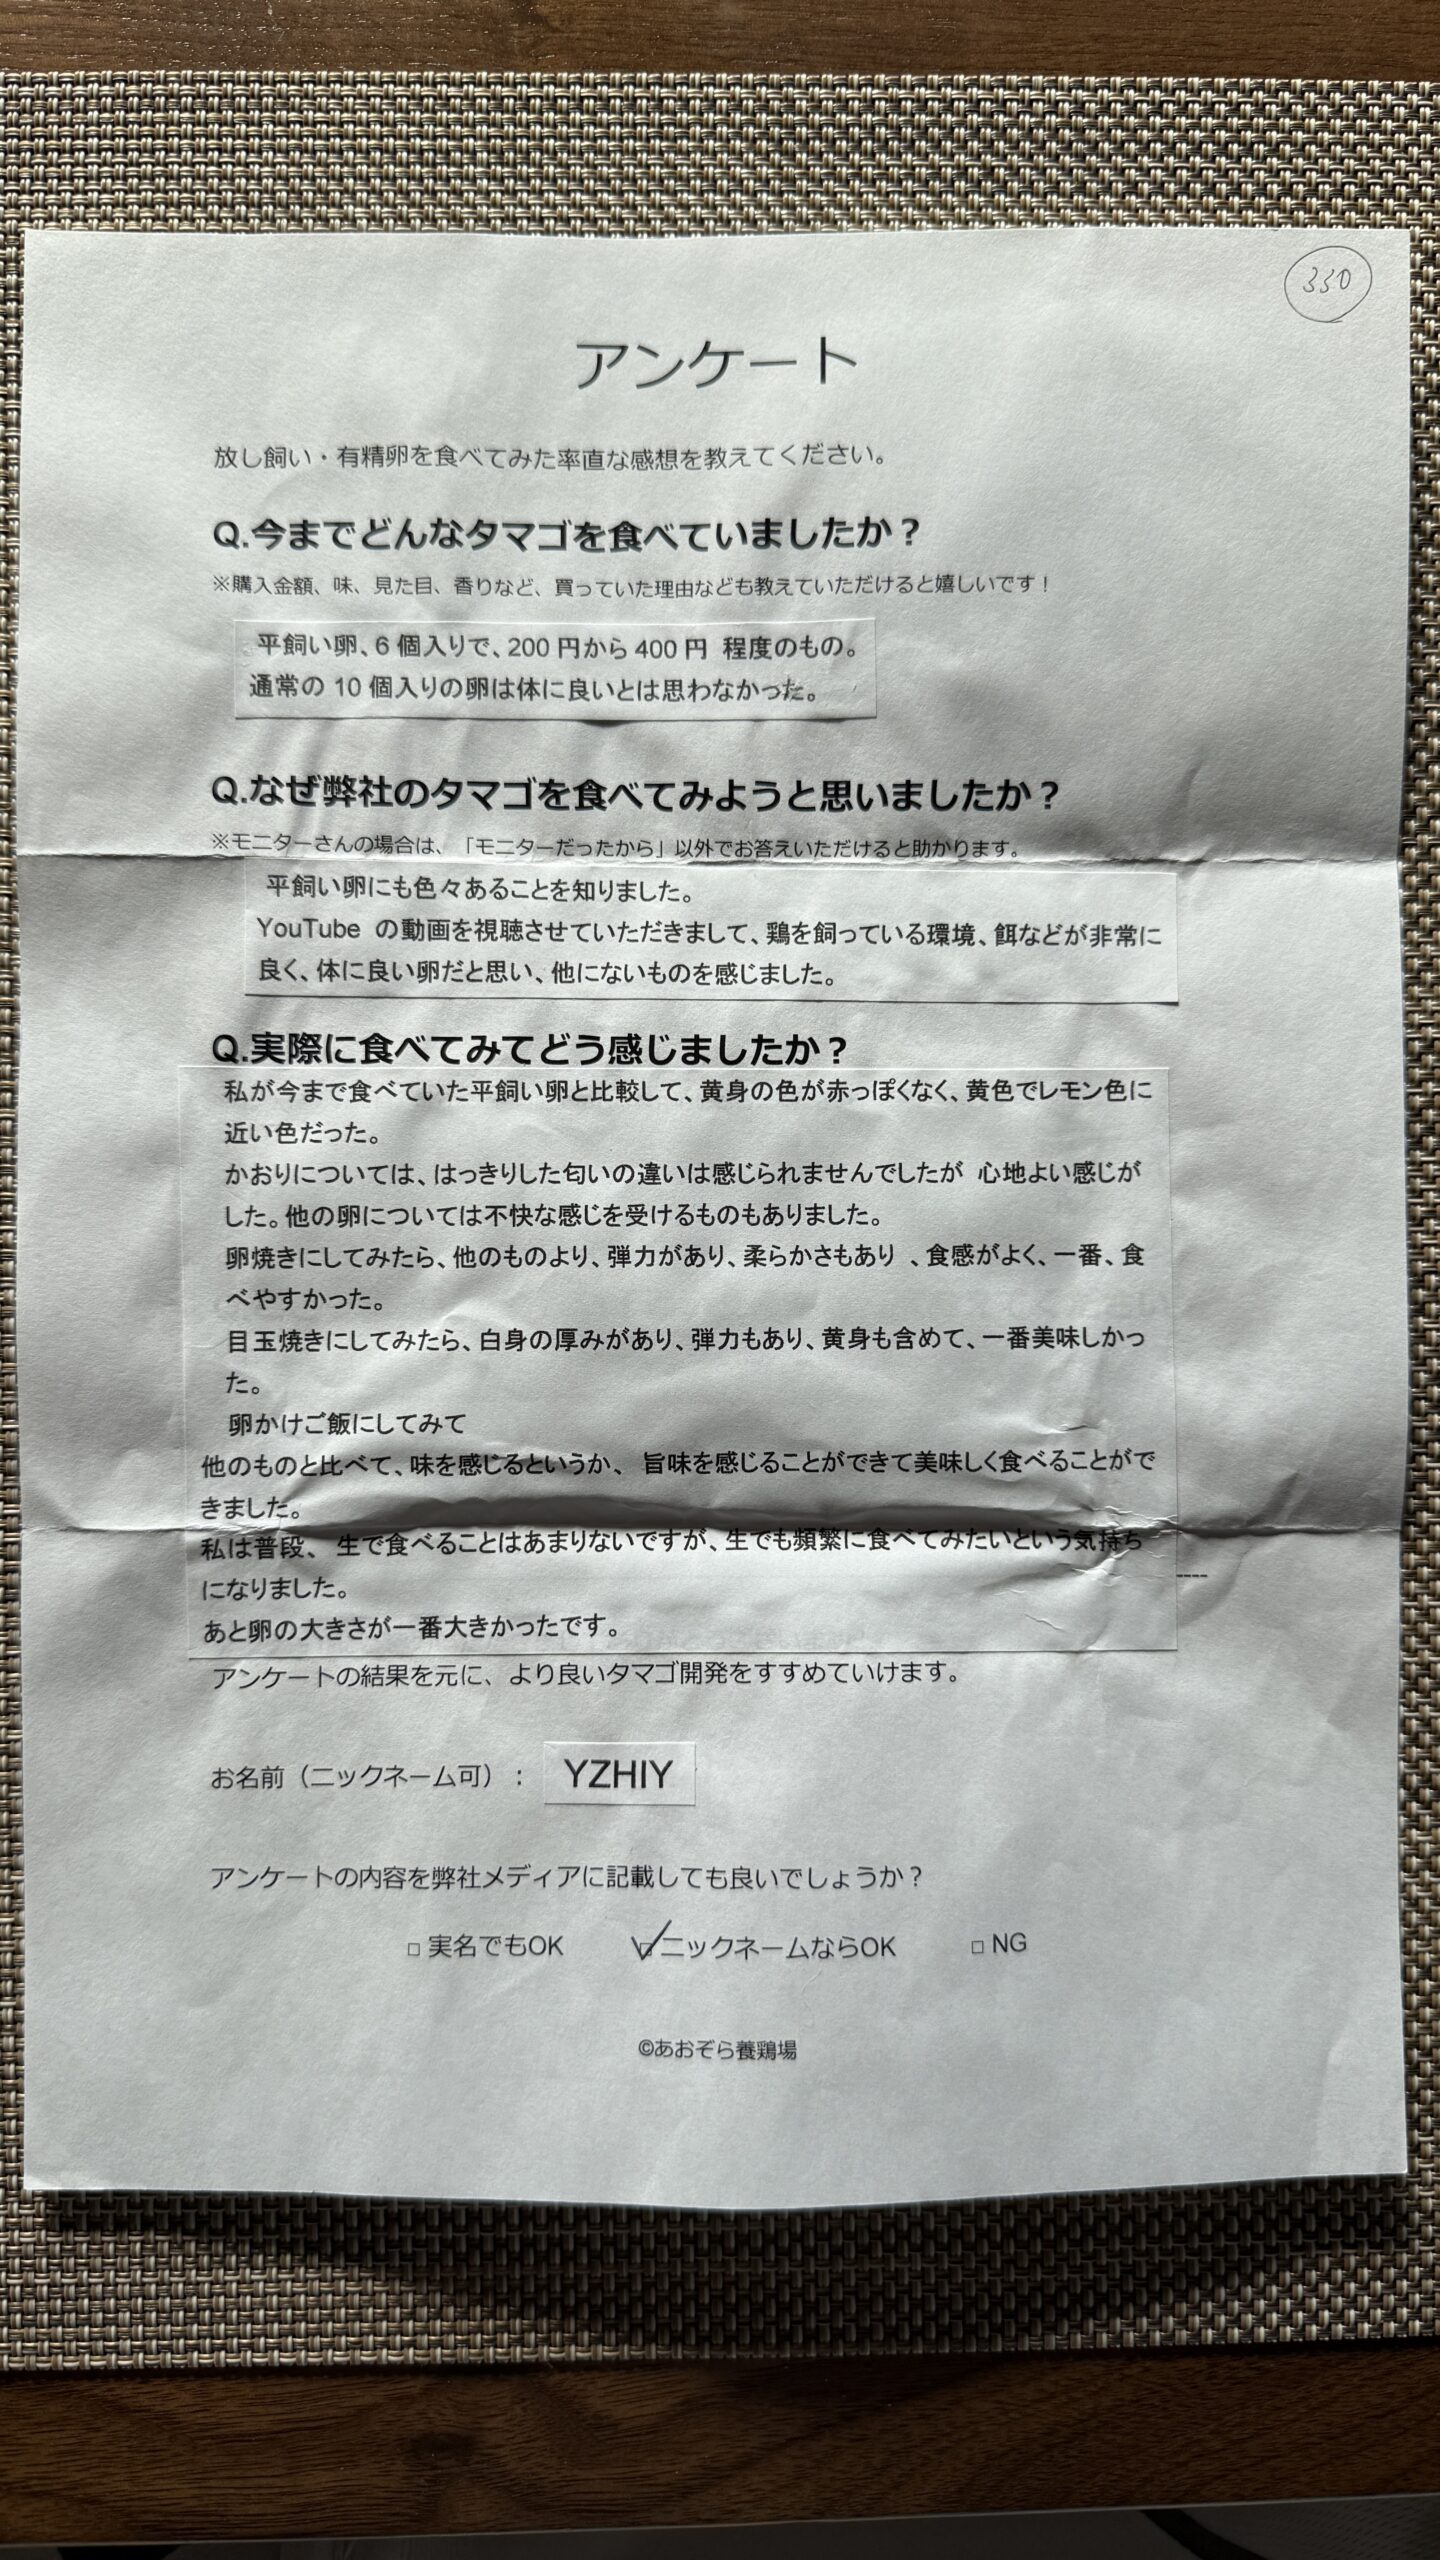 330
アンケート
放し飼い・有精卵を食べてみた率直な感想を教えてください。
Q.今までどんなタマゴを食べていましたか？
※購入金額、味、見た目、香りなど、買っていた理由なども教えていただけると嬉しいです！
平飼い卵、6個入りで、200円から400円 程度のもの。
通常の 10 個入りの卵は体に良いとは思わなかった。
Q.なぜ弊社のタマゴを食べてみようと思いましたか？
※モニターさんの場合は、「モニターだったから」以外でお答えいただけると助かります。
平飼い卵にも色々あることを知りました。
YouTube の動画を視聴させていただきまして、鶏を飼っている環境、餌などが非常に
良く、体に良い卵だと思い、他にないものを感じました。
Q.実際に食べてみてどう感じましたか？
私が今まで食べていた平飼い卵と比較して、黄身の色が赤っぽくなく、黄色でレモン色に
近い色だった。
かおりについては、はっきりした匂いの違いは感じられませんでしたが 心地よい感じが
した。他の卵については不快な感じを受けるものもありました。
卵焼きにしてみたら、他のものより、弾力があり、柔らかさもあり 、食感がよく、一番、食
べやすかった。
目玉焼きにしてみたら、白身の厚みがあり、弾力もあり、黄身も含めて、一番美味しかっ
た。
卵かけご飯にしてみて
他のものと比べて、味を感じるというか、 旨味を感じることができて美味しく食べることがで
きました。
私は普段、 生で食べることはあまりないですが、生でも頻繁に食べてみたいという気持ち
になりました。
あと卵の大きさが一番大きかったです。
アンケートの結果を元に、より良いタマゴ開発をすすめていけます。
お名前（ニックネーム可）： YZHIY
アンケートの内容を弊社メディアに記載しても良いでしょうか？
□ 実名でもOK ☑ ニックネームならOK □ NG
©あおぞら養鶏場